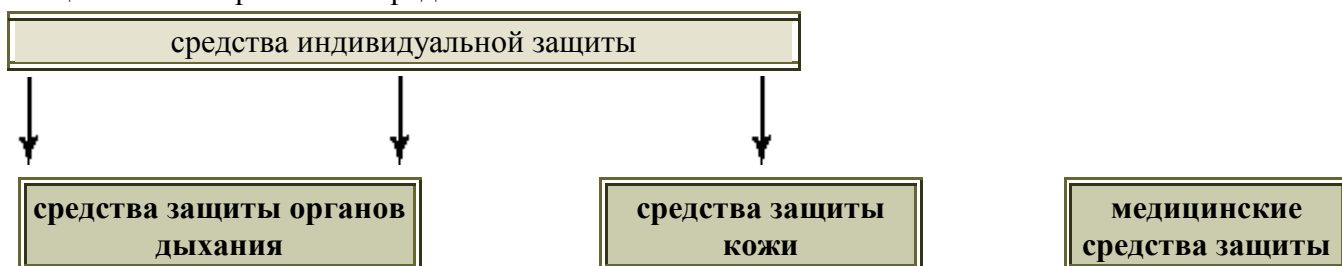 средства индивидуальной защиты
средства защиты органов
дыхания
средства защиты
кожи
медицинские
средства защиты